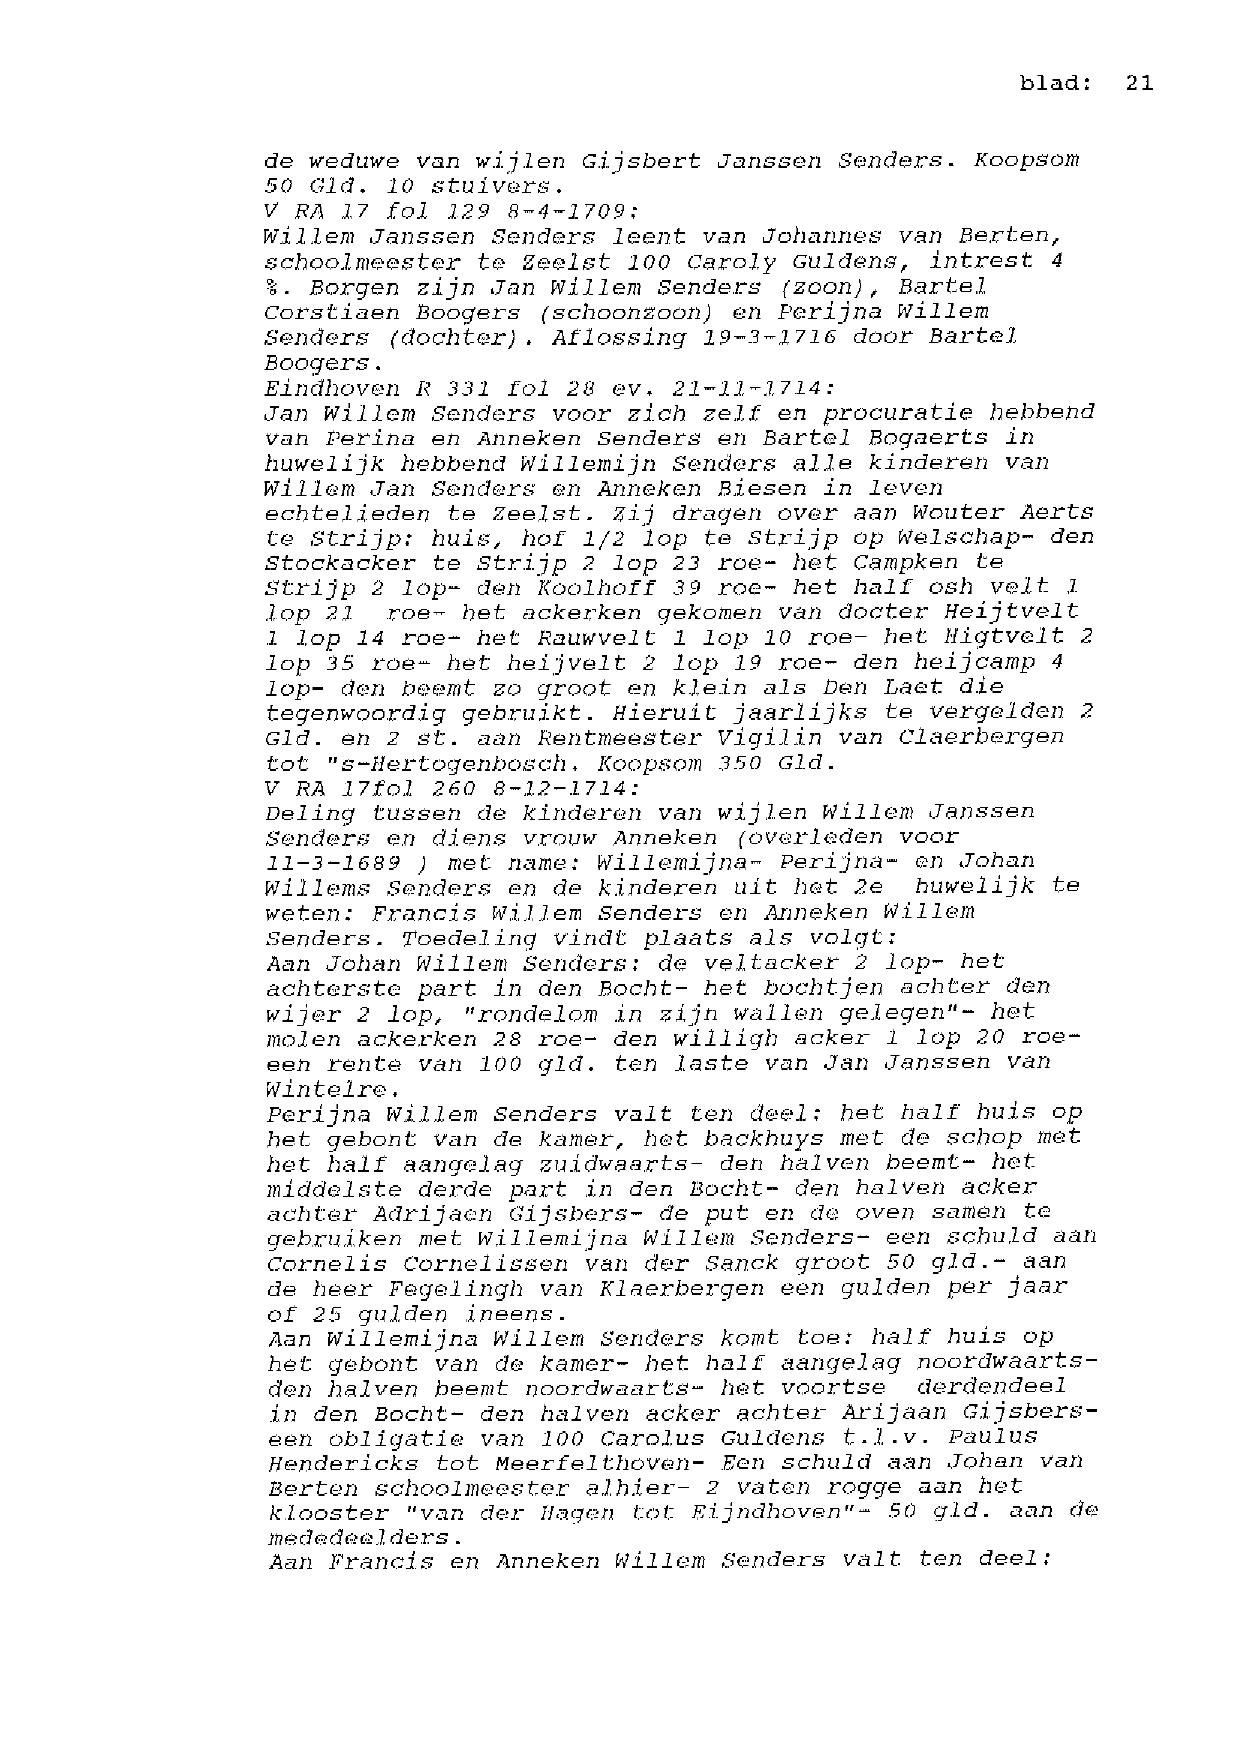 blad: 21
de weduwe van wijlen Gijsbert Janssen Senders. Koopsom
50 Gld. 10 stuivers.
V RA 17 fol 129 8-4-1709:
Willem Janssen Senders leent van Johannes van Berten,
schoolmeester te Zeelst 100 Caroly Guldens, intrest 4
%. Borgen zijn Jan Willem Senders (zoon), Bartel
Corstiaen Boogers (schoonzoon) en Perijna Willem
Senders (dochter). Aflossing 19-3-1716 door Bartel
Boogers.
Eindhoven R 331 fol 28 ev. 21-11-1714:
Jan Willem Senders voor zich zelf en procuratie hebbend
van Perina en Anneken Senders en Bartel Bogaerts in
huwelijk hebbend Willemijn Senders alle kinderen van
Willem Jan Senders en Anneken Biesen in leven
echtelieden te Zeelst. Zij dragen over aan Wouter Aerts
te Strijp: huis, hof 1/2 lop te Strijp op Welschap- den
Stockacker te Strijp 2 lop 23 roe- het Campken te
Strijp 2 lop- den Koolhoff 39 roe- het half osh velt 1
lop 21  roe- het ackerken gekomen van docter Heijtvelt
1 lop 14 roe- het Rauwvelt 1 lop 10 roe- het Higtvelt 2
lop 35 roe- het heijvelt 2 lop 19 roe- den heijcamp 4
lop- den beemt zo groot en klein als Den Laet die
tegenwoordig gebruikt. Hieruit jaarlijks te vergelden 2
Gld. en 2 st. aan Rentmeester Vigilin van Claerbergen
tot "s-Hertogenbosch. Koopsom 350 Gld.
V RA 17fol 260 8-12-1714:
Deling tussen de kinderen van wijlen Willem Janssen
Senders en diens vrouw Anneken (overleden voor
11-3-1689 ) met name: Willemijna- Perijna- en Johan
Willems Senders en de kinderen uit het 2e  huwelijk te
weten: Francis Willem Senders en Anneken Willem
Senders. Toedeling vindt plaats als volgt:
Aan Johan Willem Senders: de veltacker 2 lop- het
achterste part in den Bocht- het bochtjen achter den
wijer 2 lop, "rondelom in zijn wallen gelegen"- het
molen ackerken 28 roe- den willigh acker 1 lop 20 roe-
een rente van 100 gld. ten laste van Jan Janssen van
Wintelre.
Perijna Willem Senders valt ten deel: het half huis op
het gebont van de kamer, het backhuys met de schop met
het half aangelag zuidwaarts- den halven beemt- het
middelste derde part in den Bocht- den halven acker
achter Adrijaen Gijsbers- de put en de oven samen te
gebruiken met Willemijna Willem Senders- een schuld aan
Cornelis Cornelissen van der Sanck groot 50 gld.- aan
de heer Fegelingh van Klaerbergen een gulden per jaar
of 25 gulden ineens.
Aan Willemijna Willem Senders komt toe: half huis op
het gebont van de kamer- het half aangelag noordwaarts-
den halven beemt noordwaarts- het voortse  derdendeel
in den Bocht- den halven acker achter Arijaan Gijsbers-
een obligatie van 100 Carolus Guldens t.l.v. Paulus
Hendericks tot Meerfelthoven- Een schuld aan Johan van
Berten schoolmeester alhier- 2 vaten rogge aan het
klooster "van der Hagen tot Eijndhoven"- 50 gld. aan de
mededeelders.
Aan Francis en Anneken Willem Senders valt ten deel: